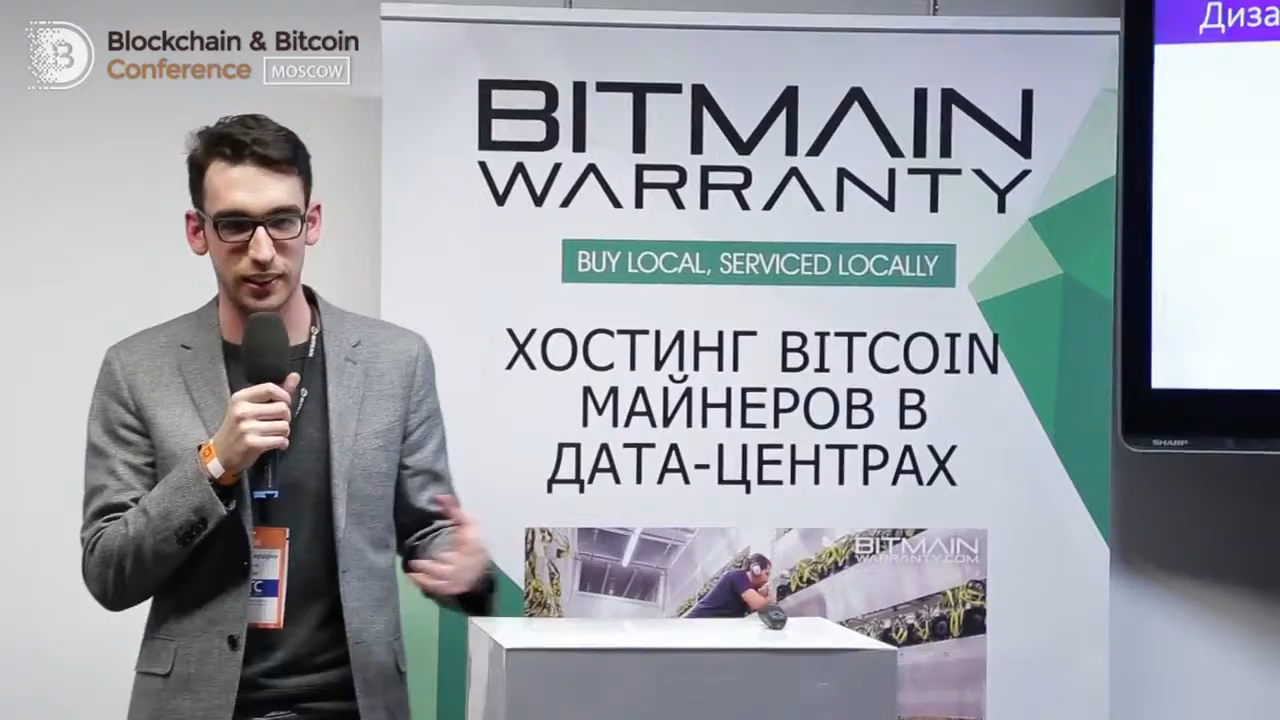 Blockchain & Bitcoin
Conference MOSCOW
BITMAIN
WARRANTY
BUY LOCAL, SERVICED LOCALLY
ХОСТИНГ BITCOIN
МАЙНЕРОВ В
ДАТА-ЦЕНТРАХ
BITMAIN
WARRANTY.COM
Диза
SHARP